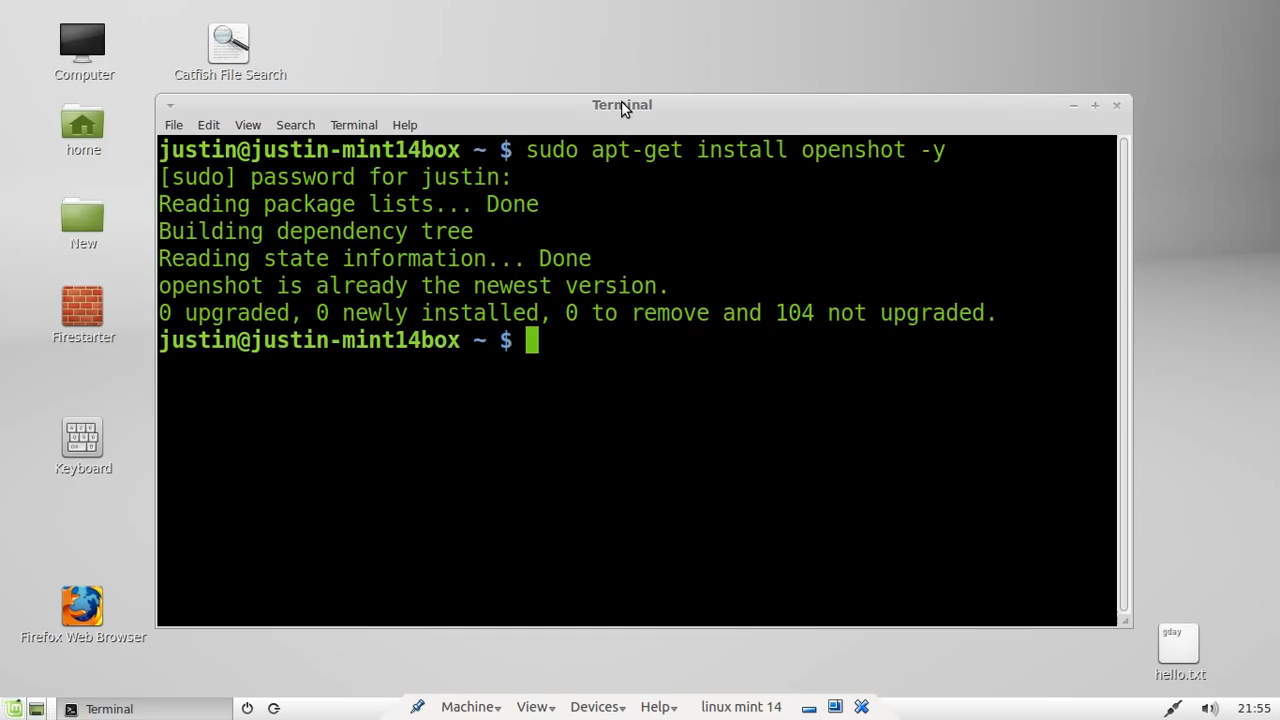 Computer
Catfish File Search
home
New
Firestarter
Keyboard
Firefox Web Browser
Terminal
File Edit View Search Terminal Help
justin@justin-mint14box ~ $ sudo apt-get install openshot -y
[sudo] password for justin:
Reading package lists... Done
Building dependency tree
Reading state information... Done
openshot is already the newest version.
0 upgraded, 0 newly installed, 0 to remove and 104 not upgraded.
justin@justin-mint14box ~ $
gday
hello.txt
Terminal
Machine View Devices Help linux mint 14
21:55